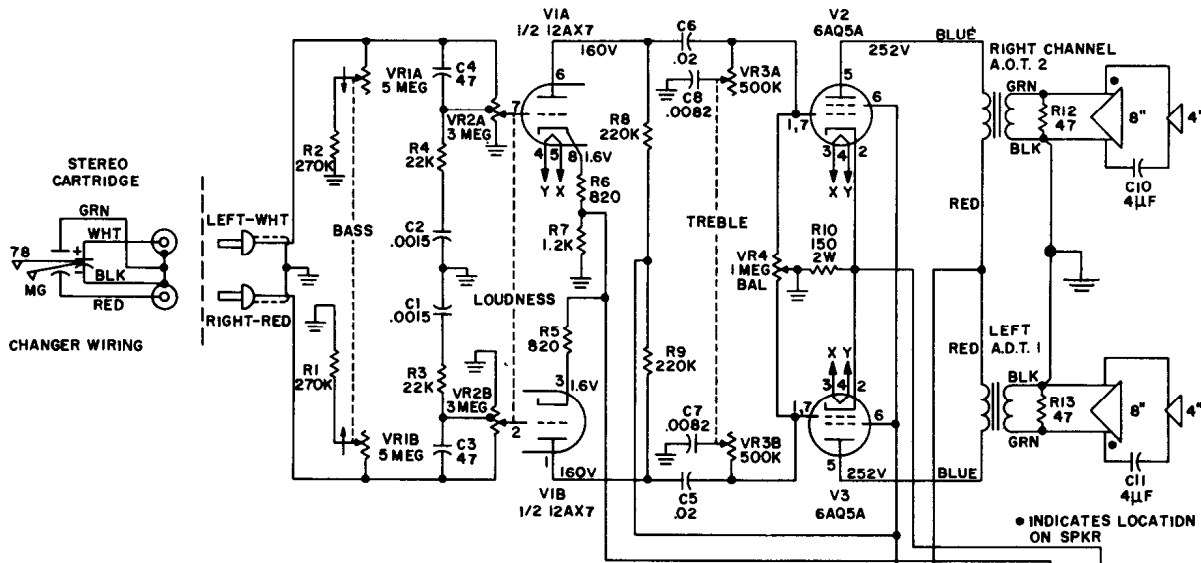 V1A
1/2 12AX7
160V
6
7
4
5
8
1.6V
Y
X
C6
.02
V2
6AQ5A
252V
BLUE
5
6
1,7
3
4
2
X
Y
RIGHT CHANNEL
A.O.T. 2
GRN
R12
47
BLK
8"
4"
C10
4µF
VR1A
5 MEG
C4
47
VR2A
3 MEG
R2
270K
R4
22K
R6
820
R7
1.2K
R8
220K
C8
.0082
VR3A
500K
STEREO
CARTRIDGE
GRN
WHT
78
+
−
BLK
MG
RED
CHANGER WIRING
LEFT-WHT
RIGHT-RED
BASS
C2
.0015
LOUDNESS
C1
.0015
TREBLE
VR4
1 MEG
BAL
R10
150
2W
RED
RED
R1
270K
R3
22K
VR2B
3 MEG
R5
820
3
1.6V
2
1
R9
220K
C7
.0082
VR3B
500K
X
Y
3
4
2
1,7
6
5
LEFT
A.D.T. 1
BLK
R13
47
GRN
8"
4"
C11
4µF
VR1B
5 MEG
C3
47
160V
V1B
1/2 12AX7
C5
.02
252V
BLUE
V3
6AQ5A
● INDICATES LOCATION
ON SPKR